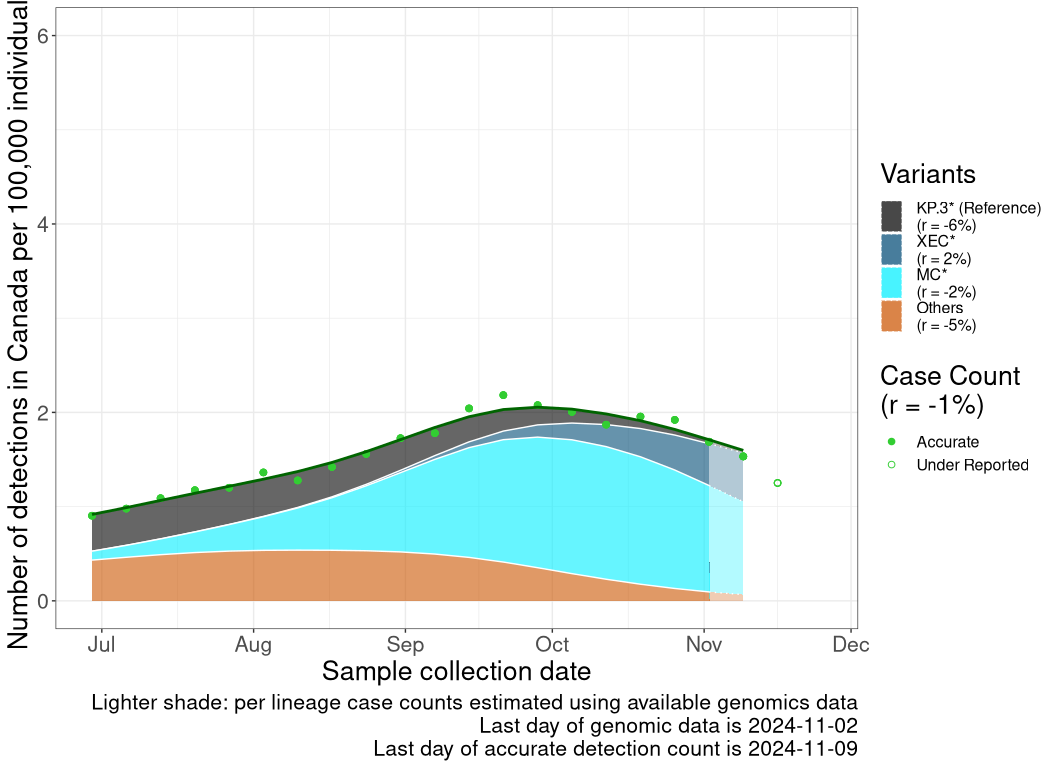 Number of detections in Canada per 100,000 individual
6
4
2
0
Jul
Aug
Sep
Oct
Nov
Dec
Sample collection date
Lighter shade: per lineage case counts estimated using available genomics data
Last day of genomic data is 2024-11-02
Last day of accurate detection count is 2024-11-09
Variants
KP.3* (Reference)
(r = -6%)
XEC*
(r = 2%)
MC*
(r = -2%)
Others
(r = -5%)
Case Count
(r = -1%)
Accurate
Under Reported